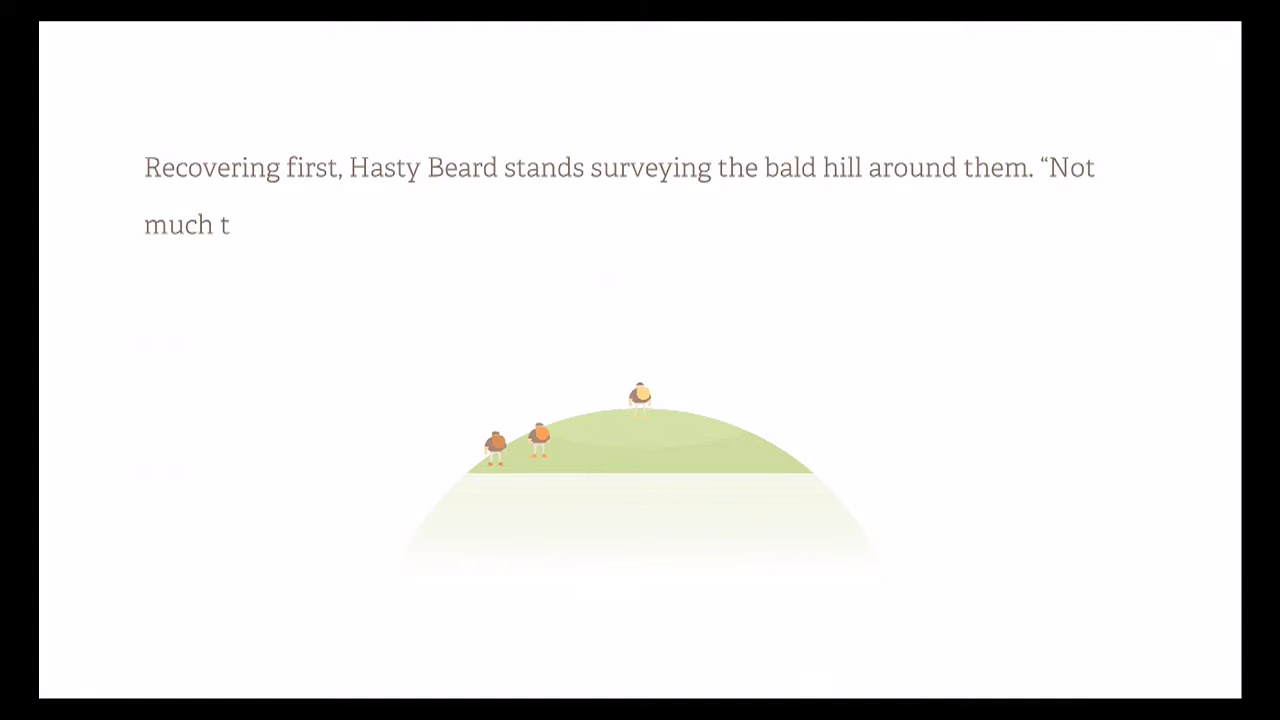 Recovering first, Hasty Beard stands surveying the bald hill around them. “Not
much t